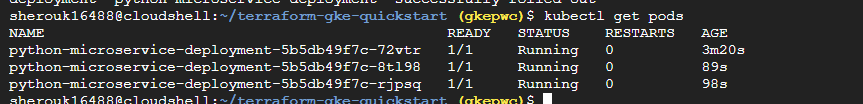 deployment "python-microservice-deployment" successfully rolled out
sherouk16488@cloudshell:~/terraform-gke-quickstart (gkepwc)$ kubectl get pods
NAME READY STATUS RESTARTS AGE
python-microservice-deployment-5b5db49f7c-72vtr 1/1 Running 0 3m20s
python-microservice-deployment-5b5db49f7c-8tl98 1/1 Running 0 89s
python-microservice-deployment-5b5db49f7c-rjpsq 1/1 Running 0 98s
sherouk16488@cloudshell:~/terraform-gke-quickstart (gkepwc)$